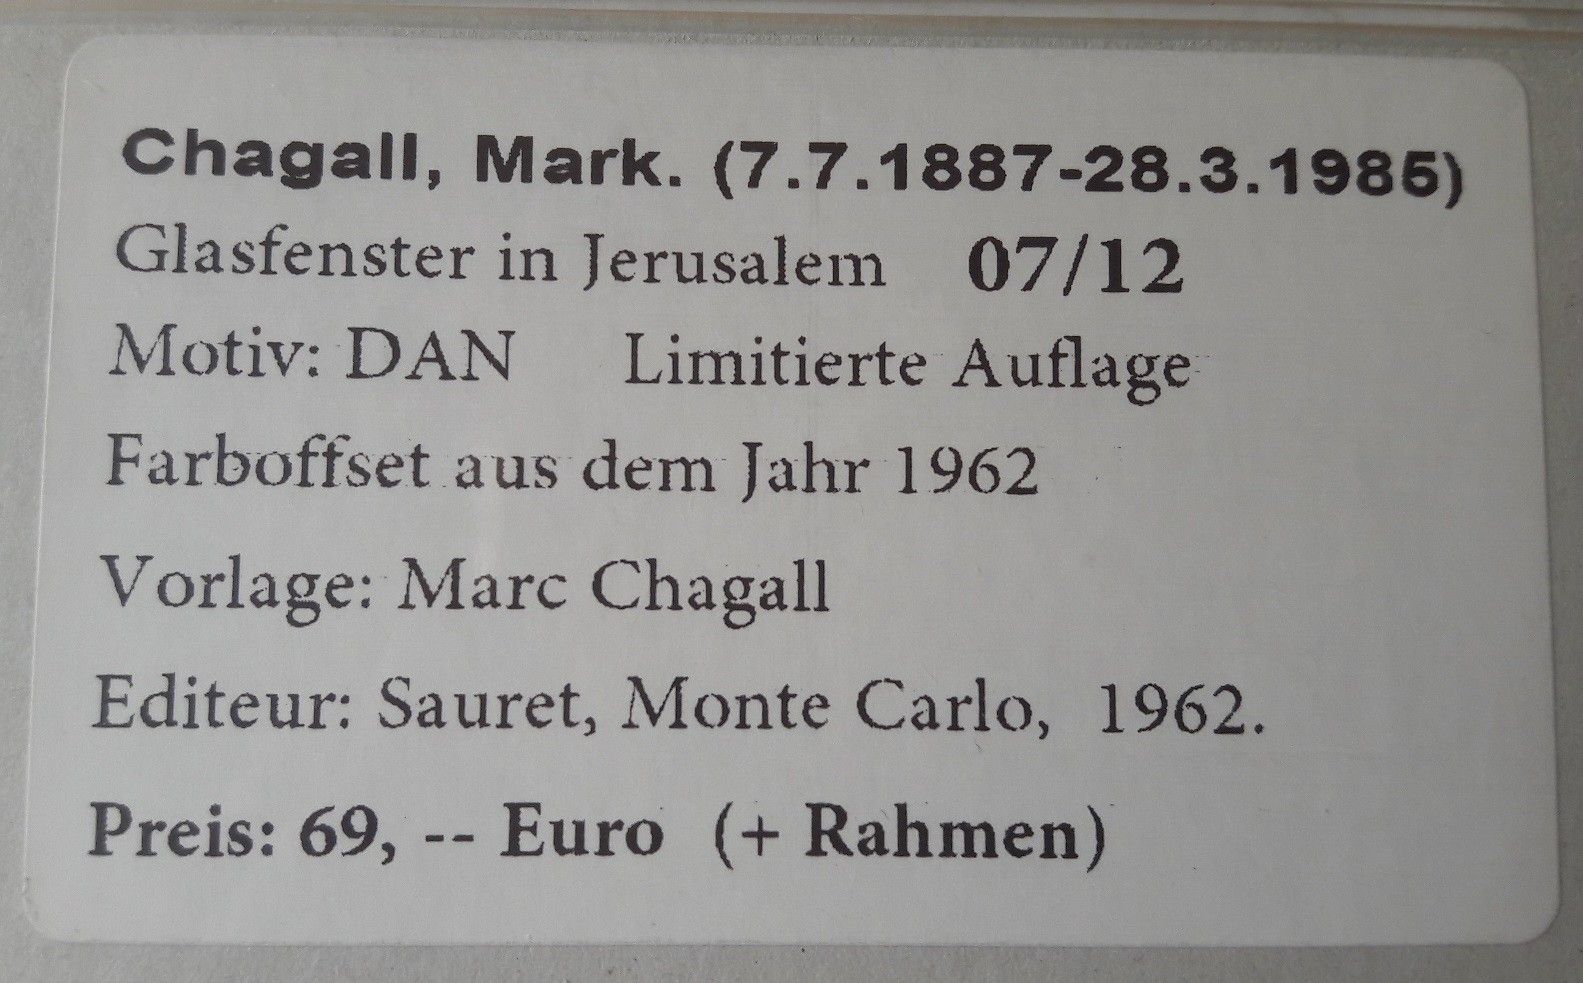 Chagall, Mark. (7.7.1887-28.3.1985)
Glasfenster in Jerusalem 07/12
Motiv: DAN Limitierte Auflage
Farboffset aus dem Jahr 1962
Vorlage: Marc Chagall
Editeur: Sauret, Monte Carlo, 1962.
Preis: 69, -- Euro (+ Rahmen)